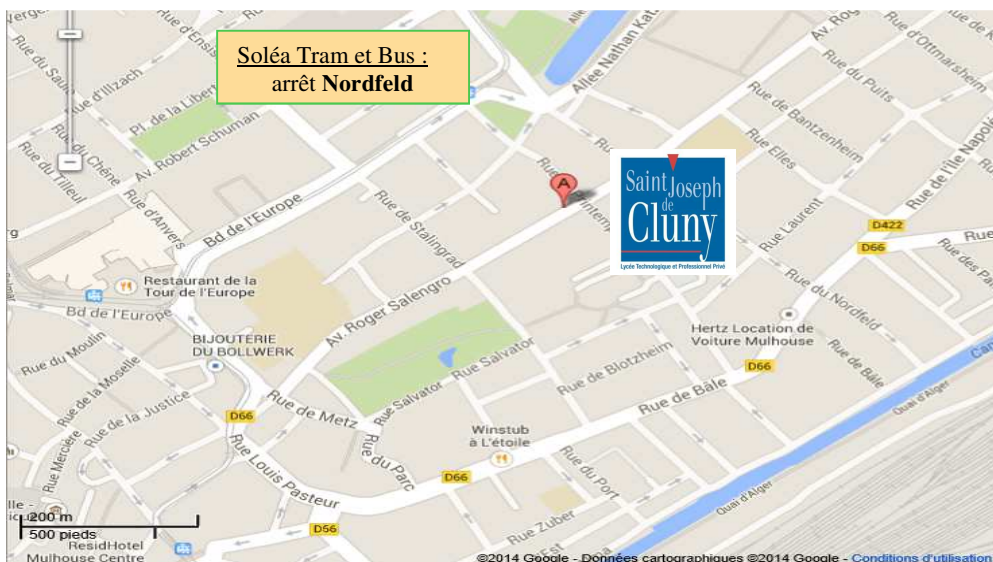 Soléa Tram et Bus :
arrêt Nordfeld
Rue d'Illzach
Pl. de la Libert
Av. Robert Schuman
Rue du Chêne
Rue du Tilleul
Rue d'Anvers
Bd de l'Europe
Rue de Stalingrad
Allee Nathan Katz
Av. Rog
Rue d'Ottmarsheim
Rue du Puits
Rue de Bantzenheim
Rue Elles
Rue de l'Ile Napolé
A
Saint Joseph
de
Cluny
Lycée Technologique et Professionnel Privé
Rue Laurent
D422
D66
Rue
Rue des Pa
Restaurant de la
Tour de l'Europe
Bd de l'Europe
Av. Roger Salengro
Rue du Nordfeld
Hertz Location de
Voiture Mulhouse
BIJOUTERIE
DU BOLLWERK
Rue du Moulin
Rue de la Moselle
Rue de la Justice
Rue Mercière
Rue Salvator
Rue Salvator
Rue de Blotzheim
D66
Rue de Bâle
Rue de Bâle
Quai d'Alger
D66
Rue de Metz
Rue du Parc
Rue Louis Pasteur
Winstub
à L'étoile
D66
Rue du Port
Quai d'Alger
Rue Zuber
200 m
500 pieds
D56
ResidHotel
Mulhouse Centre
©2014 Google - Données cartographiques ©2014 Google - Conditions d'utilisation